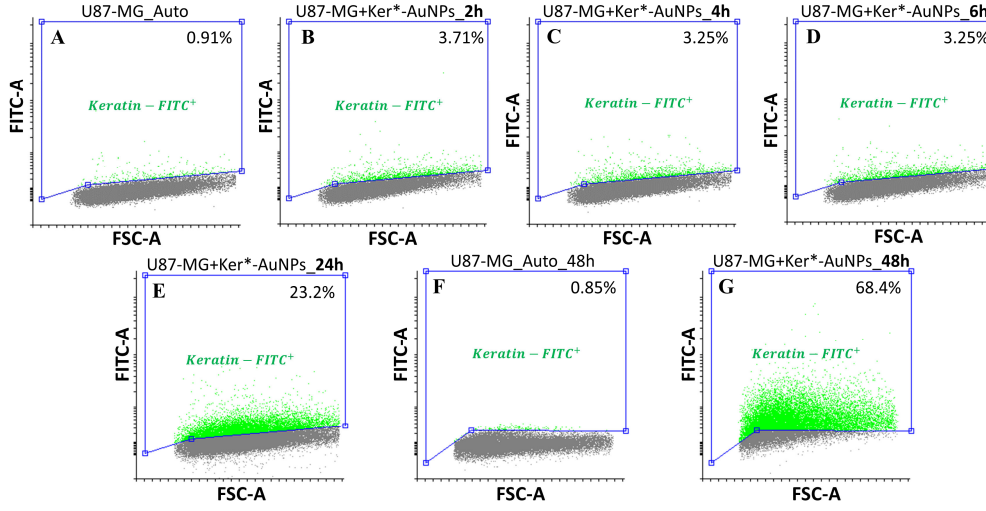 U87-MG_Auto
A
0.91%
Keratin – FITC⁺
FITC-A
FSC-A
U87-MG+Ker*-AuNPs_2h
B
3.71%
Keratin – FITC⁺
FITC-A
FSC-A
U87-MG+Ker*-AuNPs_4h
C
3.25%
Keratin – FITC⁺
FITC-A
FSC-A
U87-MG+Ker*-AuNPs_6h
D
3.25%
Keratin – FITC⁺
FITC-A
FSC-A
U87-MG+Ker*-AuNPs_24h
E
23.2%
Keratin – FITC⁺
FITC-A
FSC-A
U87-MG_Auto_48h
F
0.85%
Keratin – FITC⁺
FITC-A
FSC-A
U87-MG+Ker*-AuNPs_48h
G
68.4%
Keratin – FITC⁺
FITC-A
FSC-A